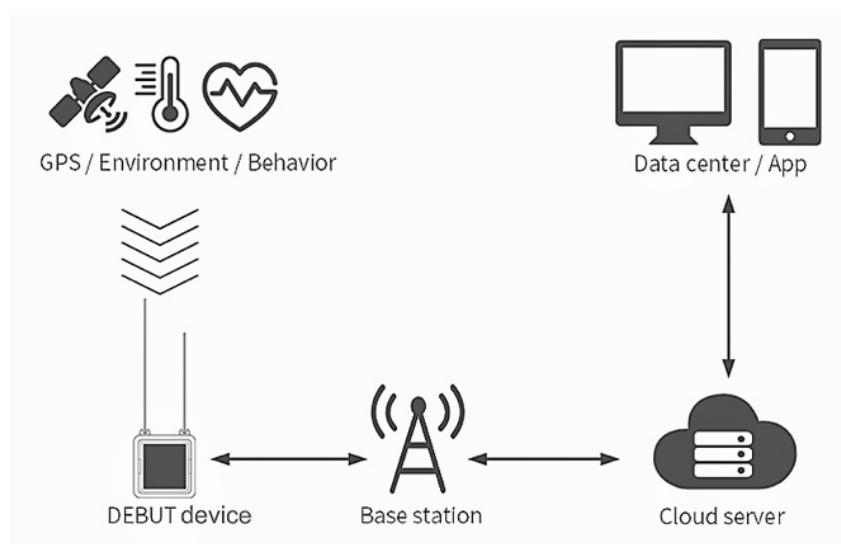 GPS / Environment / Behavior
Data center / App
DEBUT device
Base station
Cloud server